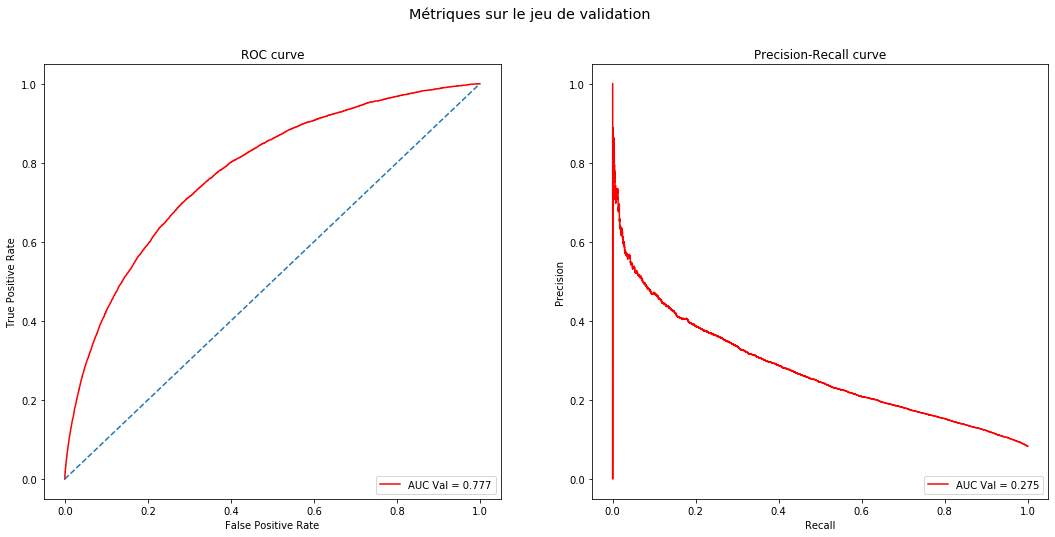 Métriques sur le jeu de validation
ROC curve
True Positive Rate
1.0
0.8
0.6
0.4
0.2
0.0
0.0 0.2 0.4 0.6 0.8 1.0
False Positive Rate
AUC Val = 0.777
Precision-Recall curve
Precision
1.0
0.8
0.6
0.4
0.2
0.0
0.0 0.2 0.4 0.6 0.8 1.0
Recall
AUC Val = 0.275